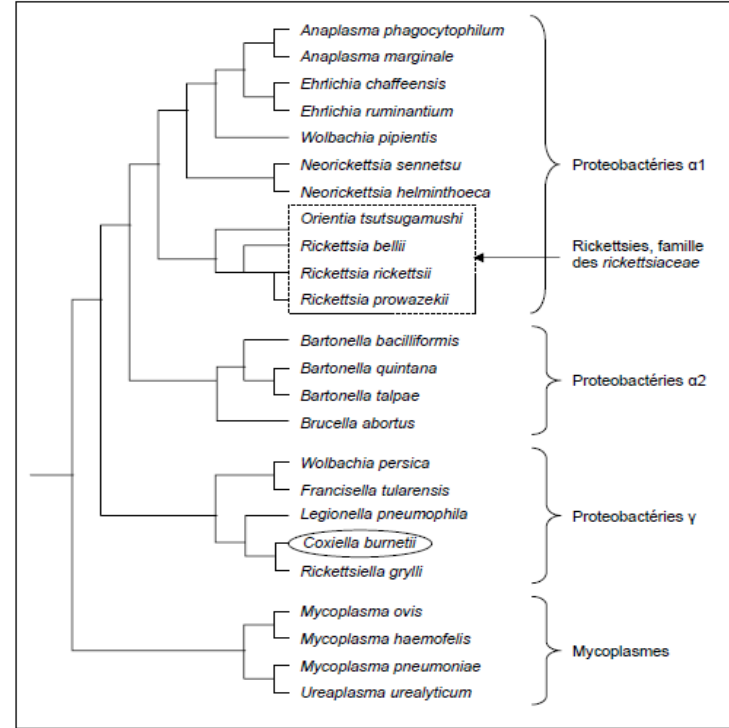 Anaplasma phagocytophilum
Anaplasma marginale
Ehrlichia chaffeensis
Ehrlichia ruminantium
Wolbachia pipientis
Neorickettsia sennetsu
Neorickettsia helminthoeca
Proteobactéries α1
Orientia tsutsugamushi
Rickettsia bellii
Rickettsia rickettsii
Rickettsia prowazekii
Rickettsies, famille
des rickettsiaceae
Bartonella bacilliformis
Bartonella quintana
Bartonella talpae
Brucella abortus
Proteobactéries α2
Wolbachia persica
Francisella tularensis
Legionella pneumophila
Coxiella burnetii
Rickettsiella grylli
Proteobactéries γ
Mycoplasma ovis
Mycoplasma haemofelis
Mycoplasma pneumoniae
Ureaplasma urealyticum
Mycoplasmes